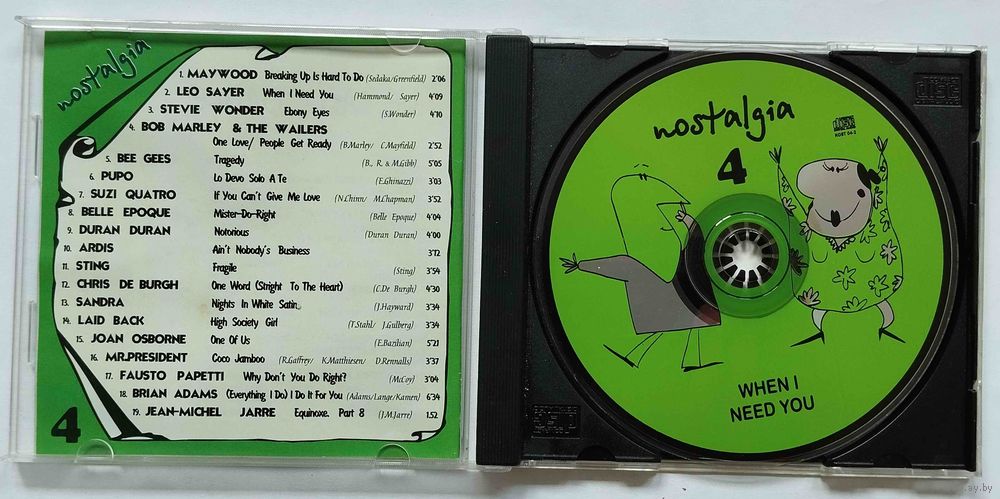 nostalgia
1. MAYWOOD Breaking Up Is Hard To Do (Sedaka/Greenfield) 2'06
2. LEO SAYER When I Need You (Hammond/ Sayer) 4'09
3. STEVIE WONDER Ebony Eyes (S.Wonder) 4'10
4. BOB MARLEY & THE WAILERS
One Love/ People Get Ready (B.Marley/ C.Mayfield) 2'52
5. BEE GEES Tragedy (B., R. & M.Gibb) 5'05
6. PUPO Lo Devo Solo A Te (E.Ghinazzi) 3'03
7. SUZI QUATRO If You Can't Give Me Love (N.Chinn/ M.Chapman) 3'52
8. BELLE EPOQUE Mister-Do-Right (Belle Epoque) 4'04
9. DURAN DURAN Notorious (Duran Duran) 4'00
10. ARDIS Ain't Nobody's Business 3'12
11. STING Fragile (Sting) 3'54
12. CHRIS DE BURGH One Word (Stright To The Heart) (C.De Burgh) 4'30
13. SANDRA Nights In White Satin (J.Hayward) 3'34
14. LAID BACK High Society Girl (T.Stahl/ J.Gulberg) 3'34
15. JOAN OSBORNE One Of Us (E.Bazilian) 5'21
16. MR.PRESIDENT Coco Jamboo (R.Gaffrey/ K.Matthiesen/ D.Rennalls) 3'37
17. FAUSTO PAPETTI Why Don't You Do Right? (McCoy) 3'04
18. BRIAN ADAMS (Everything I Do) I Do It For You (Adams/Lange/Kamen) 6'34
19. JEAN-MICHEL JARRE Equinoxe. Part 8 (J.M.Jarre) 1.52
4
nostalgia
4
WHEN I
NEED YOU